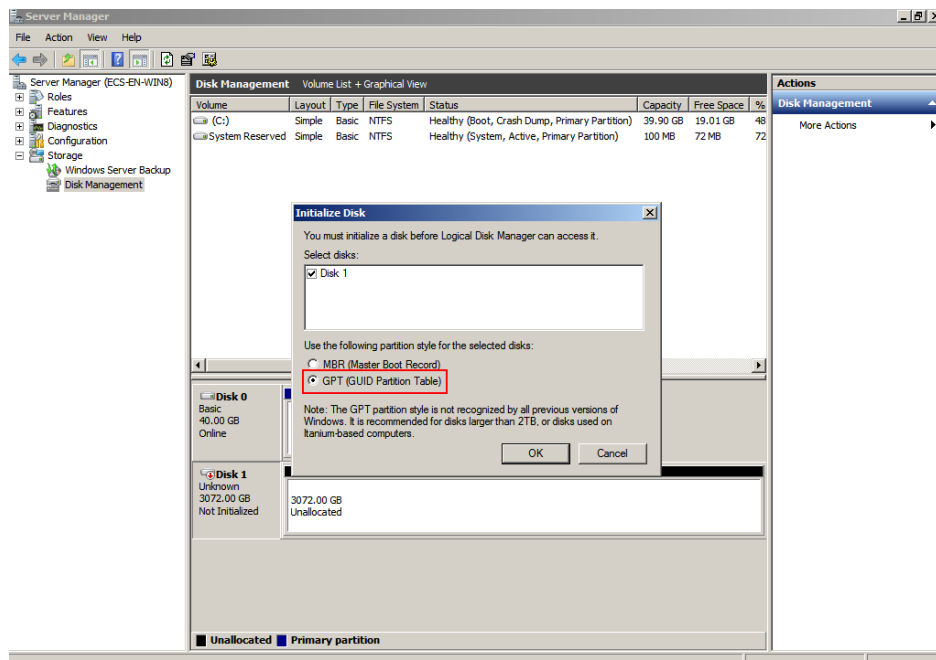 Server Manager
File Action View Help
Server Manager (ECS-EN-WIN8)
Roles
Features
Diagnostics
Configuration
Storage
Windows Server Backup
Disk Management
Disk Management Volume List + Graphical View
Volume Layout Type File System Status Capacity Free Space %
(C:) Simple Basic NTFS Healthy (Boot, Crash Dump, Primary Partition) 39.90 GB 19.01 GB 48
System Reserved Simple Basic NTFS Healthy (System, Active, Primary Partition) 100 MB 72 MB 72
Initialize Disk
You must initialize a disk before Logical Disk Manager can access it.
Select disks:
Disk 1
Use the following partition style for the selected disks:
MBR (Master Boot Record)
GPT (GUID Partition Table)
Note: The GPT partition style is not recognized by all previous versions of
Windows. It is recommended for disks larger than 2TB, or disks used on
Itanium-based computers.
OK Cancel
Disk 0
Basic
40.00 GB
Online
Disk 1
Unknown
3072.00 GB
Not Initialized
3072.00 GB
Unallocated
Unallocated Primary partition
Actions
Disk Management
More Actions